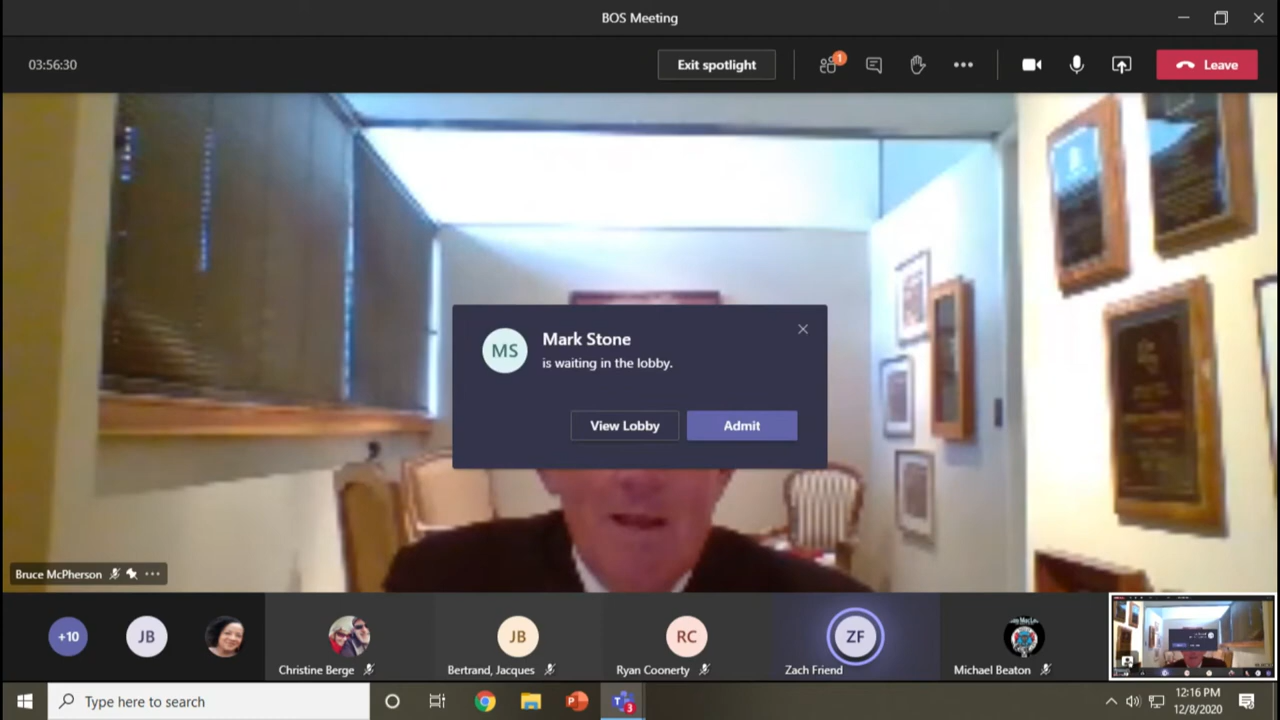 BOS Meeting
03:56:30
Exit spotlight
1
Leave
MS
Mark Stone
is waiting in the lobby.
View Lobby
Admit
Bruce McPherson
+10
JB
JB
RC
ZF
Christine Berge
Bertrand, Jacques
Ryan Coonerty
Zach Friend
Michael Beaton
Type here to search
3
12:16 PM
12/8/2020